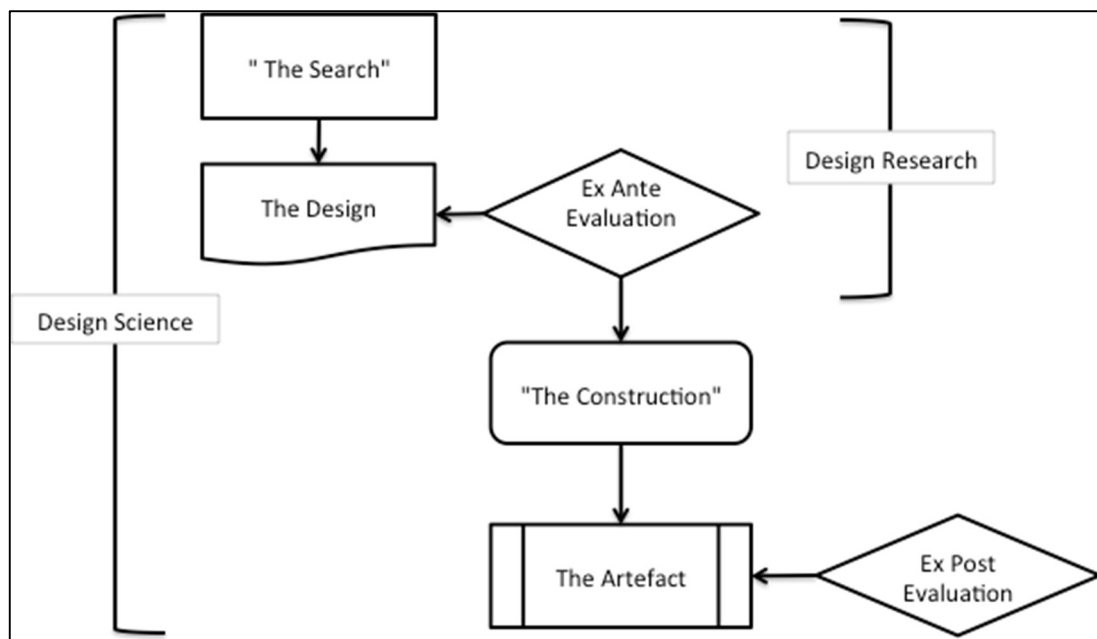 " The Search"
Design Research
The Design
Ex Ante
Evaluation
Design Science
"The Construction"
The Artefact
Ex Post
Evaluation